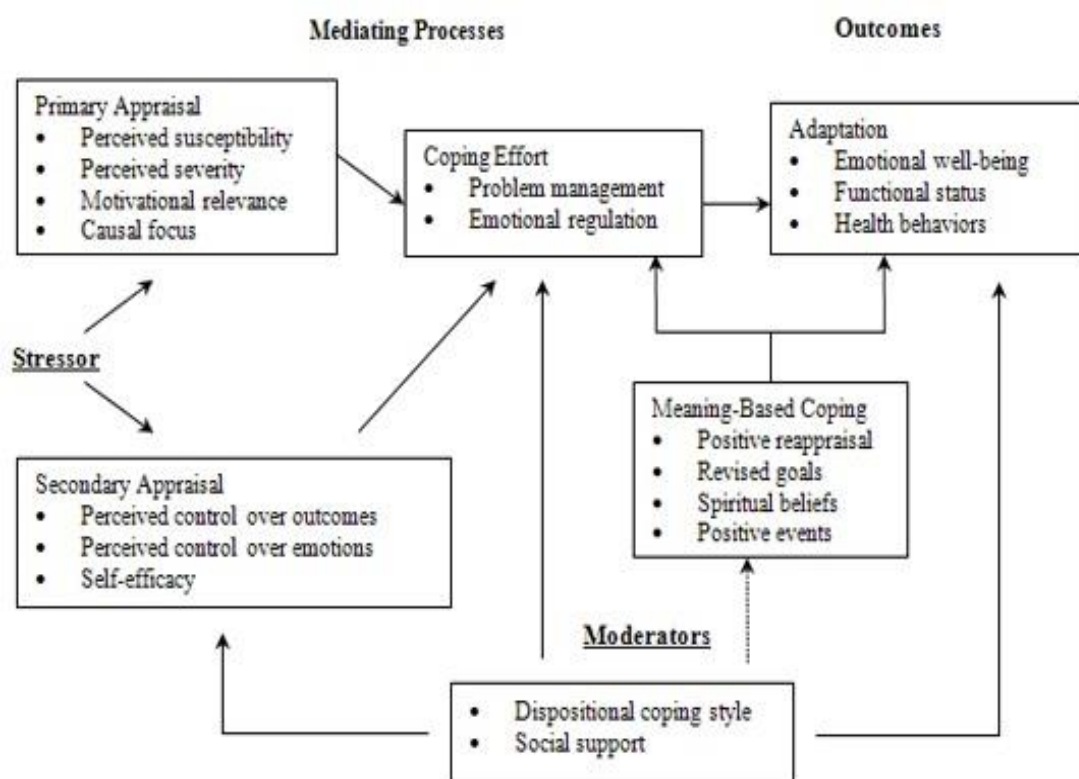 Mediating Processes
Outcomes
Primary Appraisal
• Perceived susceptibility
• Perceived severity
• Motivational relevance
• Causal focus
Coping Effort
• Problem management
• Emotional regulation
Adaptation
• Emotional well-being
• Functional status
• Health behaviors
Stressor
Meaning-Based Coping
• Positive reappraisal
• Revised goals
• Spiritual beliefs
• Positive events
Secondary Appraisal
• Perceived control over outcomes
• Perceived control over emotions
• Self-efficacy
Moderators
• Dispositional coping style
• Social support